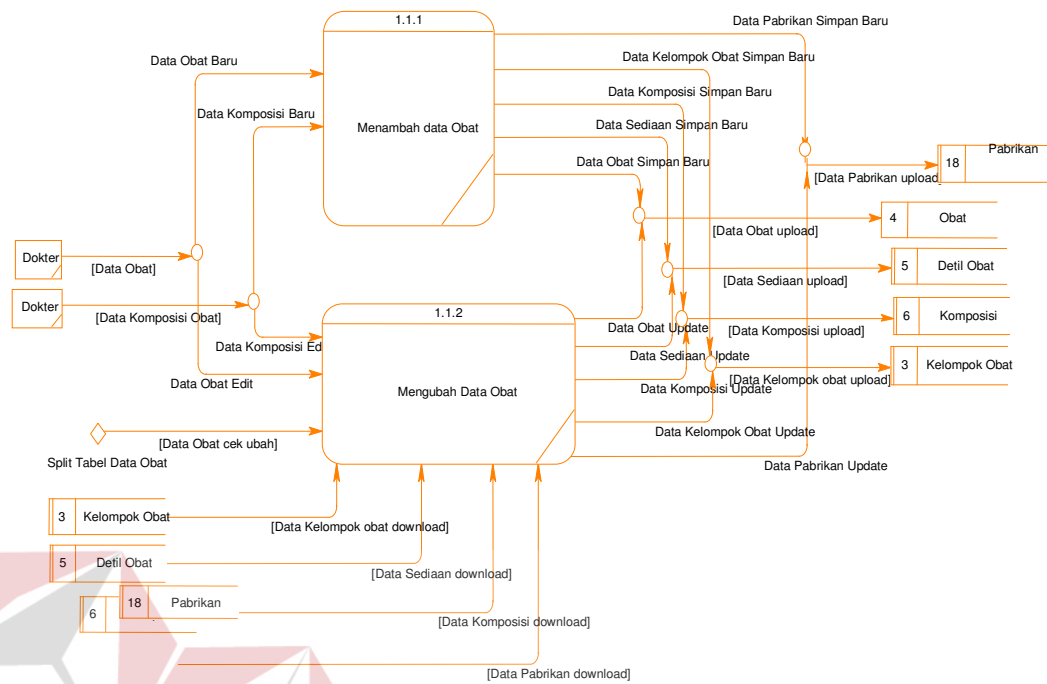 Data Pabrikan Simpan Baru
1.1.1
Data Obat Baru
Data Kelompok Obat Simpan Baru
Data Komposisi Simpan Baru
Data Komposisi Baru
Menambah data Obat
Data Sediaan Simpan Baru
Data Obat Simpan Baru
18 Pabrikan
[Data Pabrikan upload]
4 Obat
[Data Obat upload]
Dokter
[Data Obat]
5 Detil Obat
[Data Sediaan upload]
Dokter
[Data Komposisi Obat]
1.1.2
6 Komposisi
Data Obat Update
[Data Komposisi upload]
Data Komposisi Ed
Data Sediaan Update
3 Kelompok Obat
[Data Kelompok obat upload]
Data Obat Edit
Mengubah Data Obat
Data Komposisi Update
Data Kelompok Obat Update
[Data Obat cek ubah]
Split Tabel Data Obat
Data Pabrikan Update
3 Kelompok Obat
[Data Kelompok obat download]
5 Detil Obat
[Data Sediaan download]
18 Pabrikan
6
[Data Komposisi download]
[Data Pabrikan download]